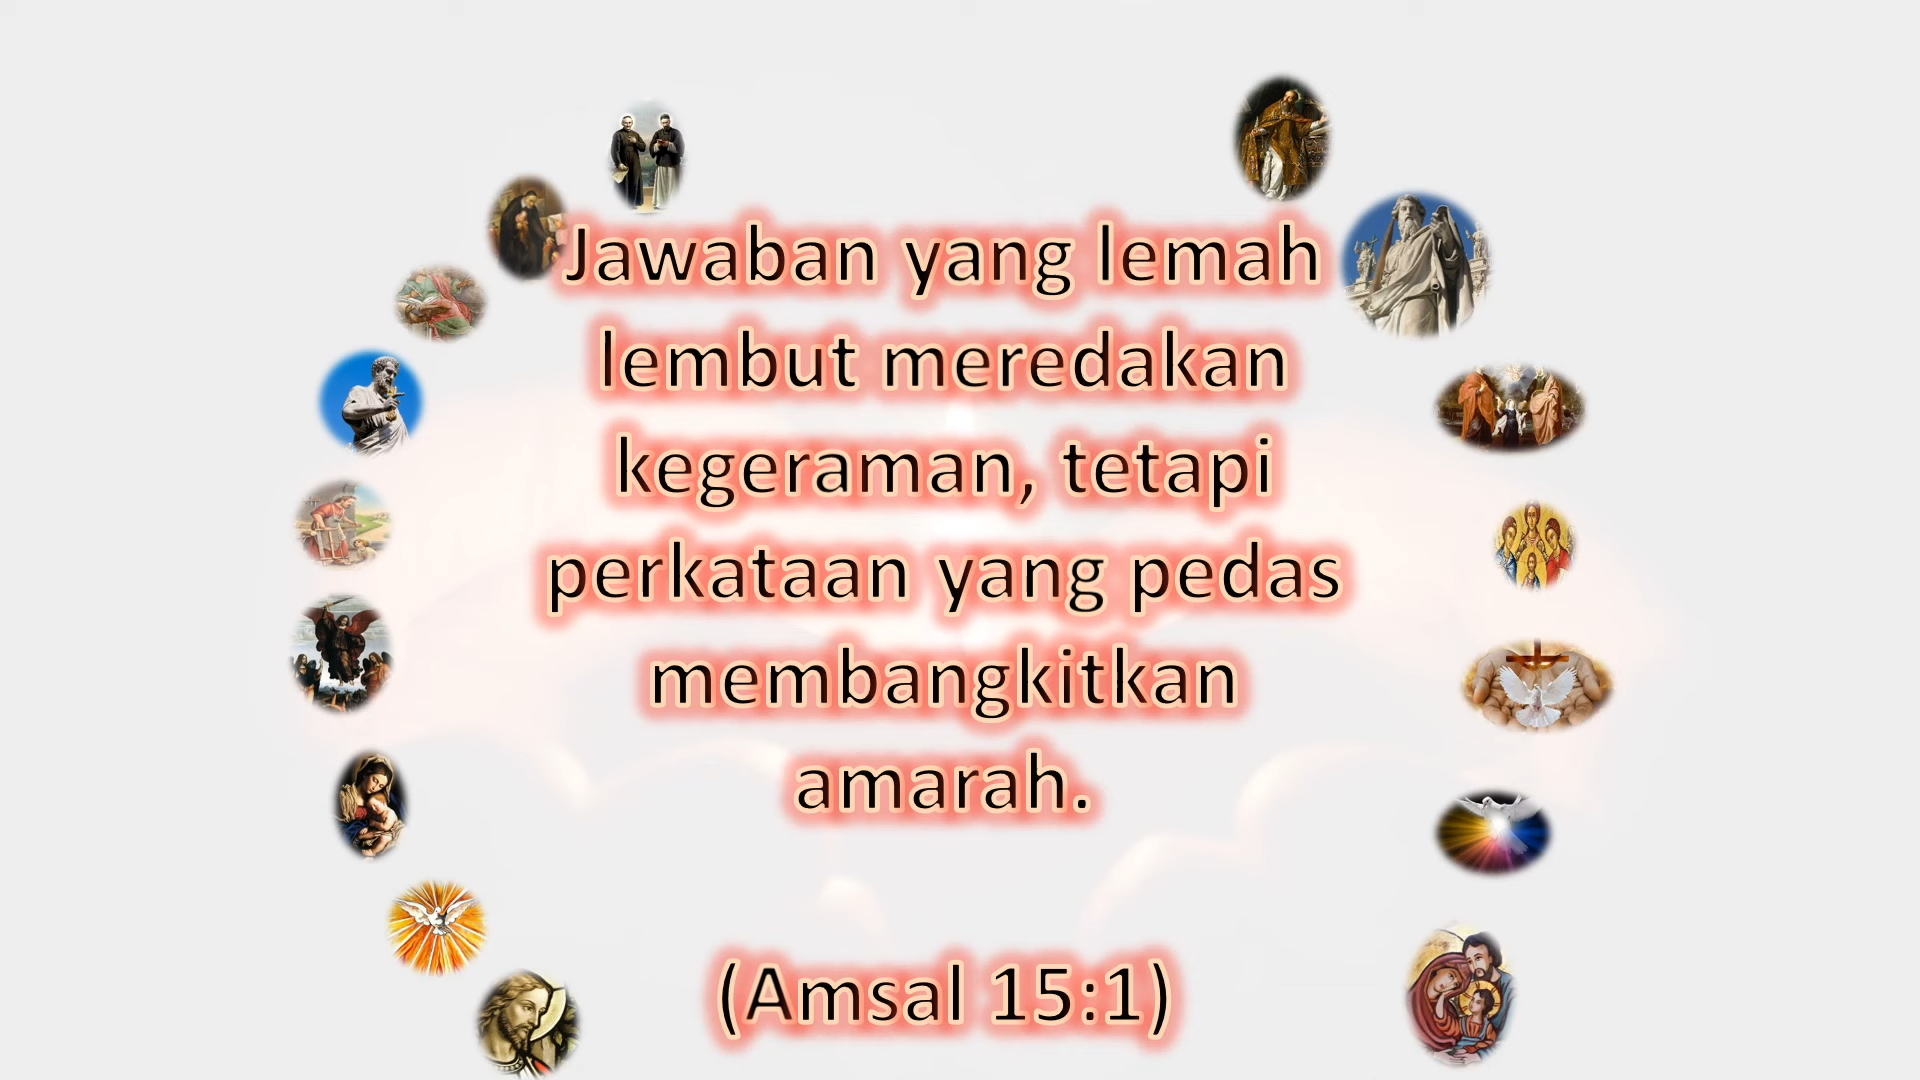 Jawaban yang lemah
lembut meredakan
kegeraman, tetapi
perkataan yang pedas
membangkitkan
amarah.
(Amsal 15:1)